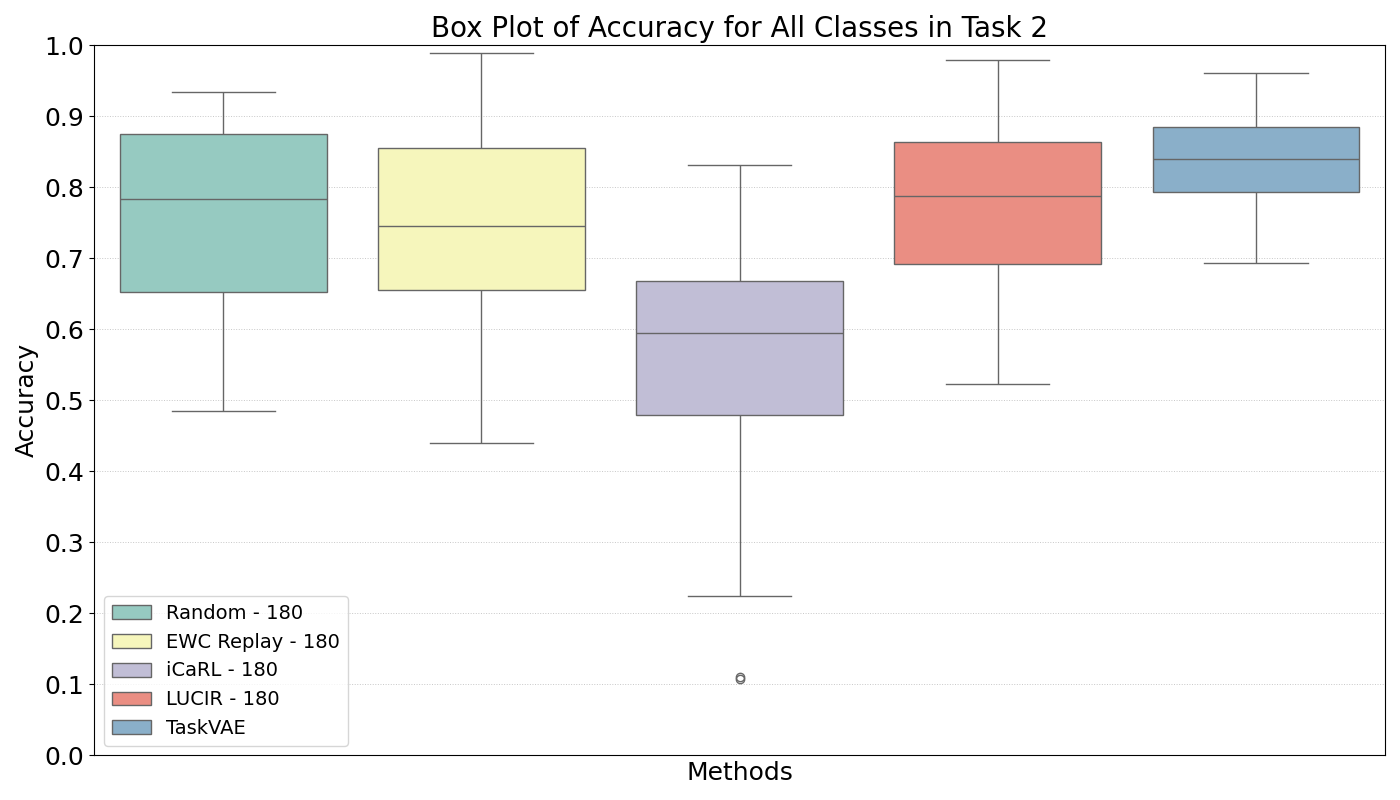 Box Plot of Accuracy for All Classes in Task 2
1.0
0.9
0.8
0.7
0.6
0.5
0.4
0.3
0.2
0.1
0.0
Accuracy
Random - 180
EWC Replay - 180
iCaRL - 180
LUCIR - 180
TaskVAE
Methods